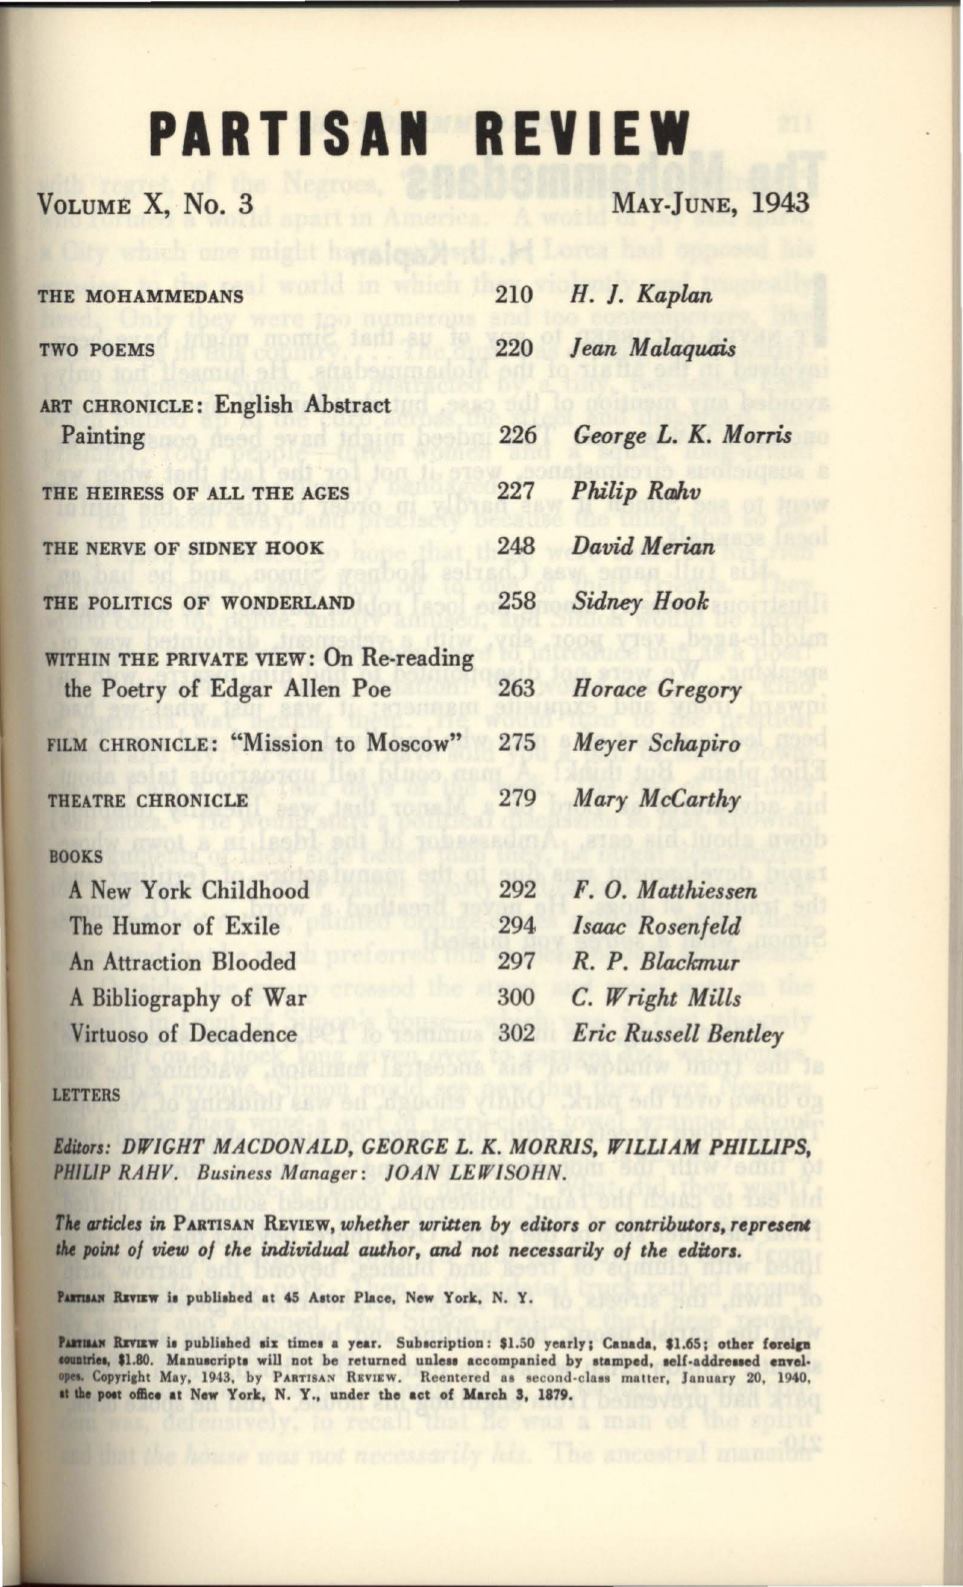 PARTISAN REVIEW
VOLUME X, No. 3 MAY-JUNE, 1943
THE MOHAMMEDANS 210 H. J. Kaplan
TWO POEMS 220 Jean Malaquais
ART CHRONICLE: English Abstract
Painting 226 George L. K. Morris
THE HEIRESS OF ALL THE AGES 227 Philip Rahv
THE NERVE OF SIDNEY HOOK 248 David Merian
THE POLITICS OF WONDERLAND 258 Sidney Hook
WITHIN THE PRIVATE VIEW: On Re-reading
the Poetry of Edgar Allen Poe 263 Horace Gregory
FILM CHRONICLE: “Mission to Moscow” 275 Meyer Schapiro
THEATRE CHRONICLE 279 Mary McCarthy
BOOKS
A New York Childhood 292 F. O. Matthiessen
The Humor of Exile 294 Isaac Rosenfeld
An Attraction Blooded 297 R. P. Blackmur
A Bibliography of War 300 C. Wright Mills
Virtuoso of Decadence 302 Eric Russell Bentley
LETTERS
Editors: DWIGHT MACDONALD, GEORGE L. K. MORRIS, WILLIAM PHILLIPS,
PHILIP RAHV. Business Manager: JOAN LEWISOHN.
The articles in PARTISAN REVIEW, whether written by editors or contributors, represent
the point of view of the individual author, and not necessarily of the editors.
PARTISAN REVIEW is published at 45 Astor Place, New York, N. Y.
PARTISAN REVIEW is published six times a year. Subscription: $1.50 yearly; Canada, $1.65; other foreign
countries, $1.80. Manuscripts will not be returned unless accompanied by stamped, self-addressed envel-
opes. Copyright May, 1943, by PARTISAN REVIEW. Reentered as second-class matter, January 20, 1940,
at the post office at New York, N. Y., under the act of March 3, 1879.